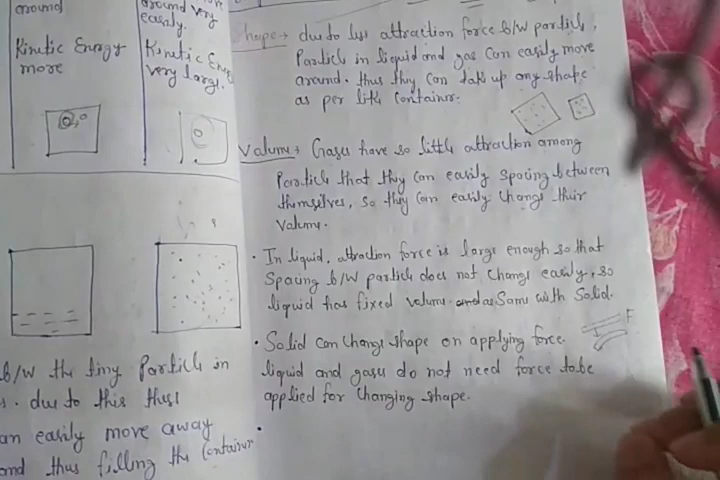 around
Kinetic Energy
more
around very
easily.
Kinetic Energy
very large.
b/w the tiny Particle in
s. due to this thus
an easily move away
and thus filling the Container
Shape → due to less attraction force b/w particle,
Particle in liquid and gas can easily move
around. thus they can take up any shape
as per like container.
Volume → Gases have so little attraction among
Particle that they can easily spacing between
themselves, so they can easily change their
volume.
• In liquid, attraction force is large enough so that
spacing b/w particle does not change easily, so
liquid has fixed volume and as same with Solid.
• Solid can change shape on applying force.
F
liquid and gases do not need force to be
applied for changing shape.